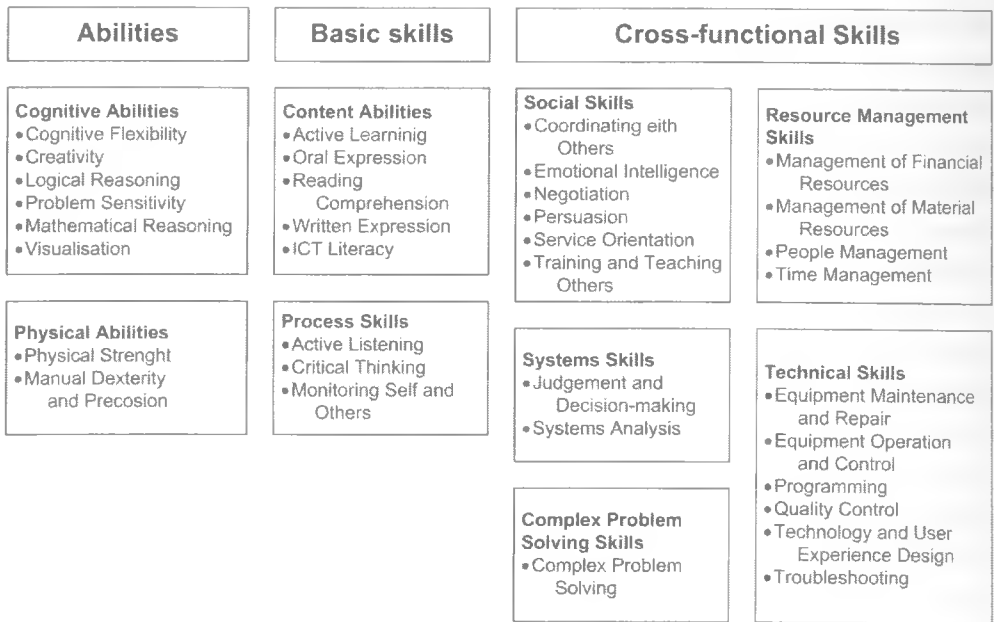 Abilities
Basic skills
Cross-functional Skills
Cognitive Abilities
• Cognitive Flexibility
• Creativity
• Logical Reasoning
• Problem Sensitivity
• Mathematical Reasoning
• Visualisation
Physical Abilities
• Physical Strenght
• Manual Dexterity
and Precosion
Content Abilities
• Active Learninig
• Oral Expression
• Reading
Comprehension
• Written Expression
• ICT Literacy
Process Skills
• Active Listening
• Critical Thinking
• Monitoring Self and
Others
Social Skills
• Coordinating eith
Others
• Emotional Intelligence
• Negotiation
• Persuasion
• Service Orientation
• Training and Teaching
Others
Systems Skills
• Judgement and
Decision-making
• Systems Analysis
Complex Problem
Solving Skills
• Complex Problem
Solving
Resource Management
Skills
• Management of Financial
Resources
• Management of Material
Resources
• People Management
• Time Management
Technical Skills
• Equipment Maintenance
and Repair
• Equipment Operation
and Control
• Programming
• Quality Control
• Technology and User
Experience Design
• Troubleshooting